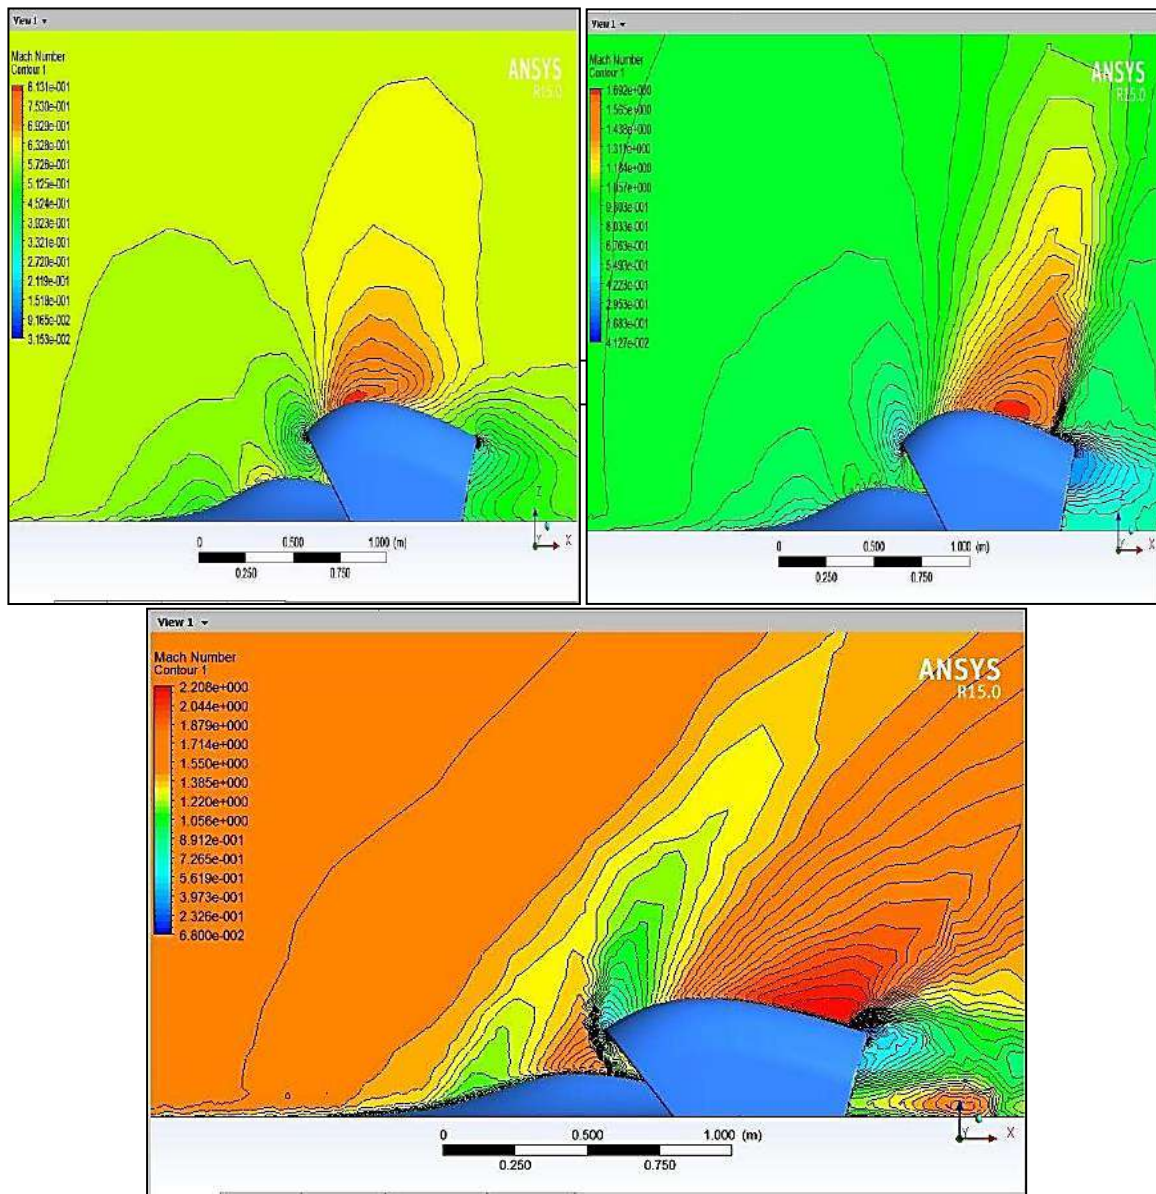 View 1
Mach Number
Contour 1
8.131e-001
7.530e-001
6.929e-001
6.328e-001
5.726e-001
5.125e-001
4.524e-001
3.923e-001
3.321e-001
2.720e-001
2.119e-001
1.518e-001
9.165e-002
3.153e-002
ANSYS
R15.0
Z
Y
X
0
0.500
1.000 (m)
0.250
0.750
View 1
Mach Number
Contour 1
1.692e+000
1.565e+000
1.438e+000
1.311e+000
1.184e+000
1.057e+000
9.303e-001
8.033e-001
6.763e-001
5.493e-001
4.223e-001
2.953e-001
1.683e-001
4.127e-002
ANSYS
R15.0
Z
Y
X
0
0.500
1.000 (m)
0.250
0.750
View 1
Mach Number
Contour 1
2.208e+000
2.044e+000
1.879e+000
1.714e+000
1.550e+000
1.385e+000
1.220e+000
1.056e+000
8.912e-001
7.265e-001
5.619e-001
3.973e-001
2.326e-001
6.800e-002
ANSYS
R15.0
Y
X
0
0.500
1.000 (m)
0.250
0.750